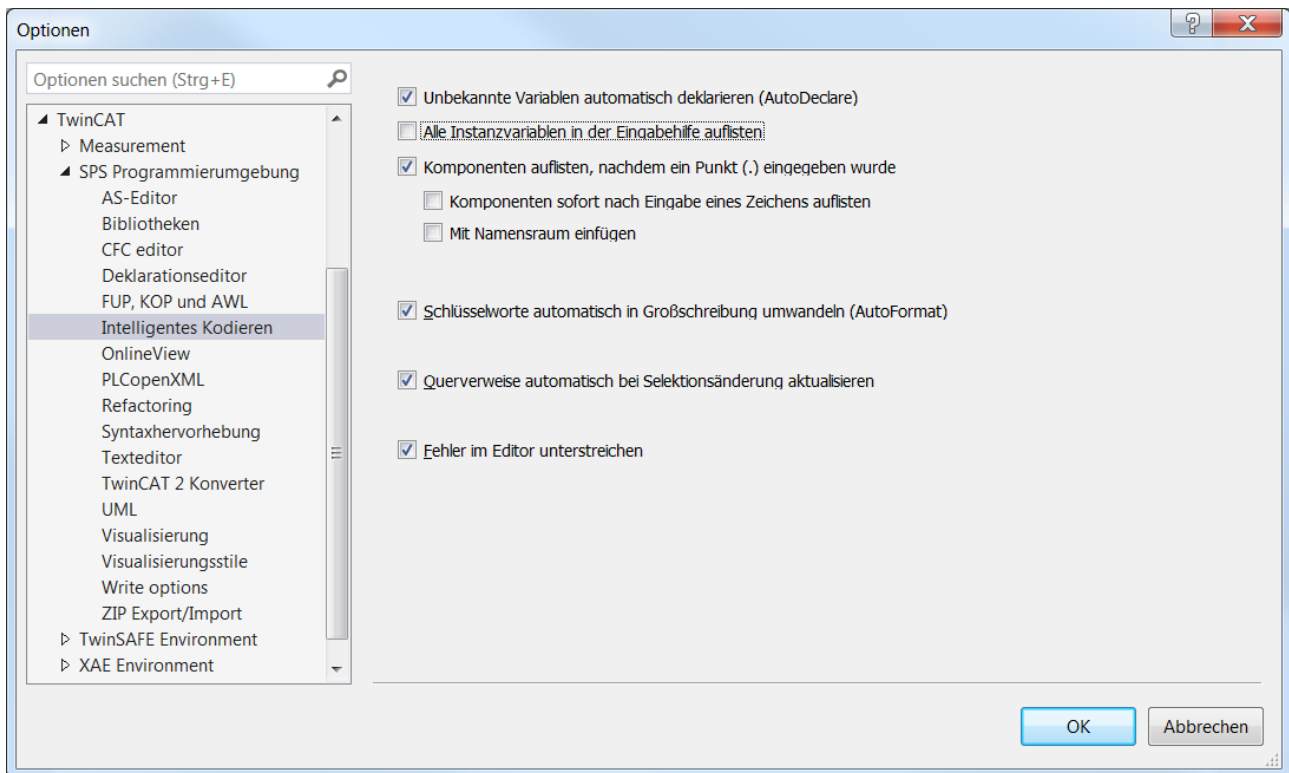 Optionen
Optionen suchen (Strg+E)
TwinCAT
Measurement
SPS Programmierumgebung
AS-Editor
Bibliotheken
CFC editor
Deklarationseditor
FUP, KOP und AWL
Intelligentes Kodieren
OnlineView
PLCopenXML
Refactoring
Syntaxhervorhebung
Texteditor
TwinCAT 2 Konverter
UML
Visualisierung
Visualisierungsstile
Write options
ZIP Export/Import
TwinSAFE Environment
XAE Environment
Unbekannte Variablen automatisch deklarieren (AutoDeclare)
Alle Instanzvariablen in der Eingabehilfe auflisten
Komponenten auflisten, nachdem ein Punkt (.) eingegeben wurde
Komponenten sofort nach Eingabe eines Zeichens auflisten
Mit Namensraum einfügen
Schlüsselworte automatisch in Großschreibung umwandeln (AutoFormat)
Querverweise automatisch bei Selektionsänderung aktualisieren
Fehler im Editor unterstreichen
OK
Abbrechen